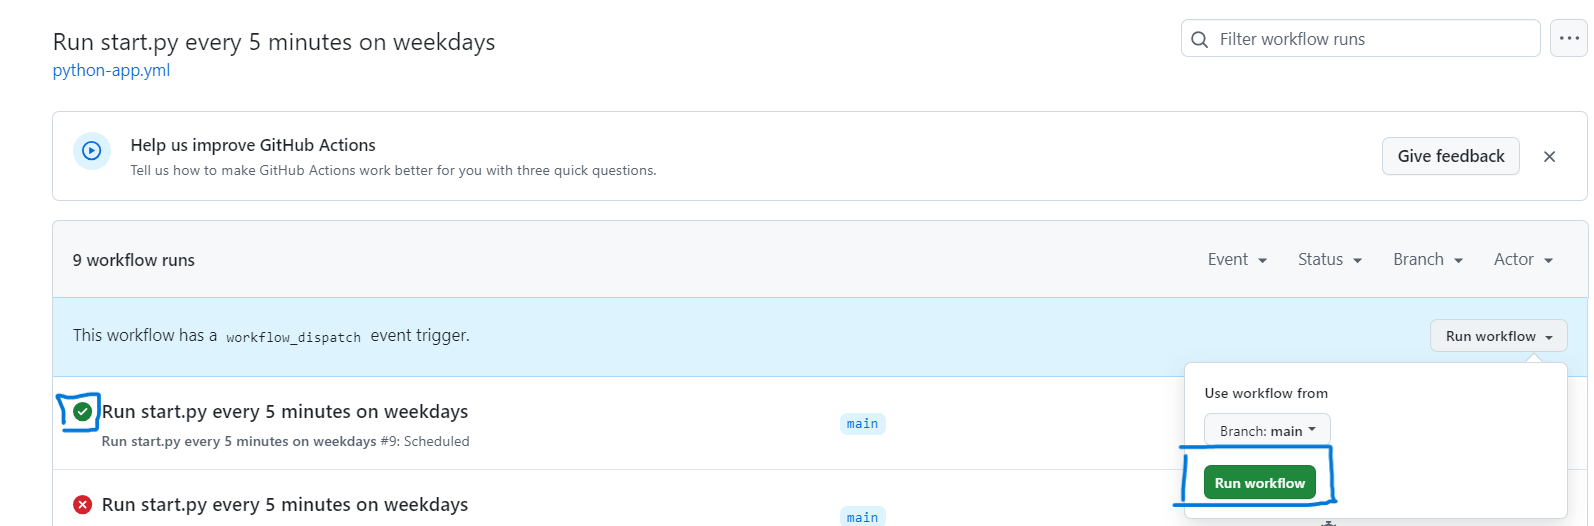 Run start.py every 5 minutes on weekdays
python-app.yml
Filter workflow runs
Help us improve GitHub Actions
Tell us how to make GitHub Actions work better for you with three quick questions.
Give feedback
9 workflow runs
Event
Status
Branch
Actor
This workflow has a workflow_dispatch event trigger.
Run workflow
Use workflow from
Branch: main
Run workflow
Run start.py every 5 minutes on weekdays
Run start.py every 5 minutes on weekdays #9: Scheduled
main
Run start.py every 5 minutes on weekdays
main